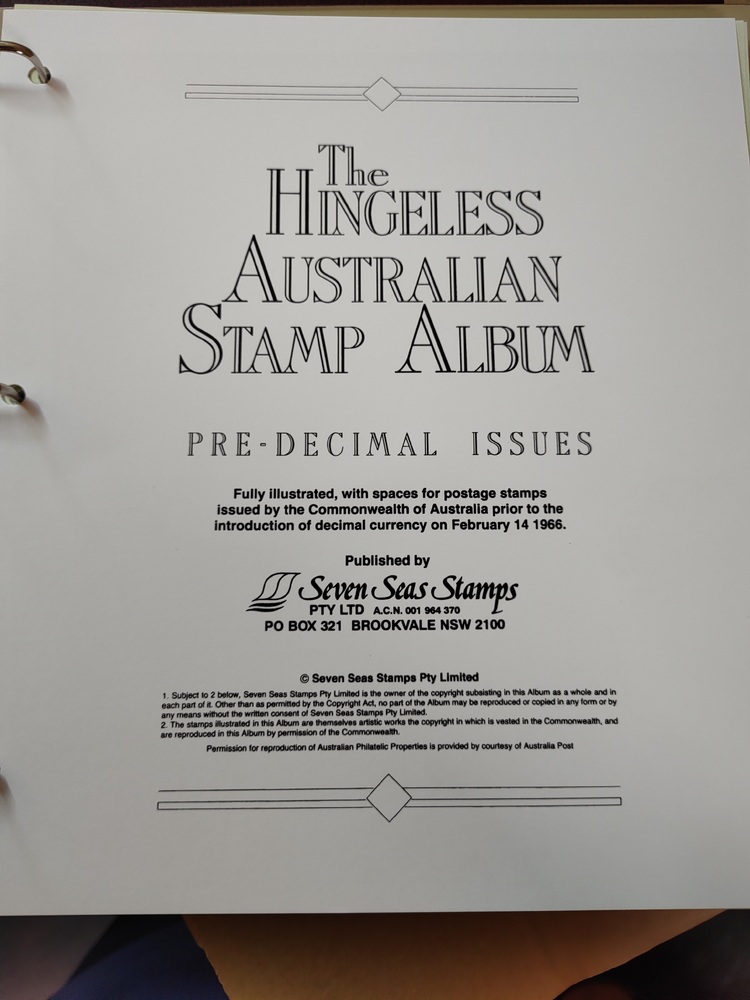 The
HINGELESS
AUSTRALIAN
STAMP ALBUM
PRE-DECIMAL ISSUES
Fully illustrated, with spaces for postage stamps
issued by the Commonwealth of Australia prior to the
introduction of decimal currency on February 14 1966.
Published by
Seven Seas Stamps
PTY LTD A.C.N. 001 964 370
PO BOX 321 BROOKVALE NSW 2100
© Seven Seas Stamps Pty Limited
1. Subject to 2 below, Seven Seas Stamps Pty Limited is the owner of the copyright subsisting in this Album as a whole and in
each part of it. Other than as permitted by the Copyright Act, no part of the Album may be reproduced or copied in any form or by
any means without the written consent of Seven Seas Stamps Pty Limited.
2. The stamps illustrated in this Album are themselves artistic works the copyright in which is vested in the Commonwealth, and
are reproduced in this Album by permission of the Commonwealth.
Permission for reproduction of Australian Philatelic Properties is provided by courtesy of Australia Post